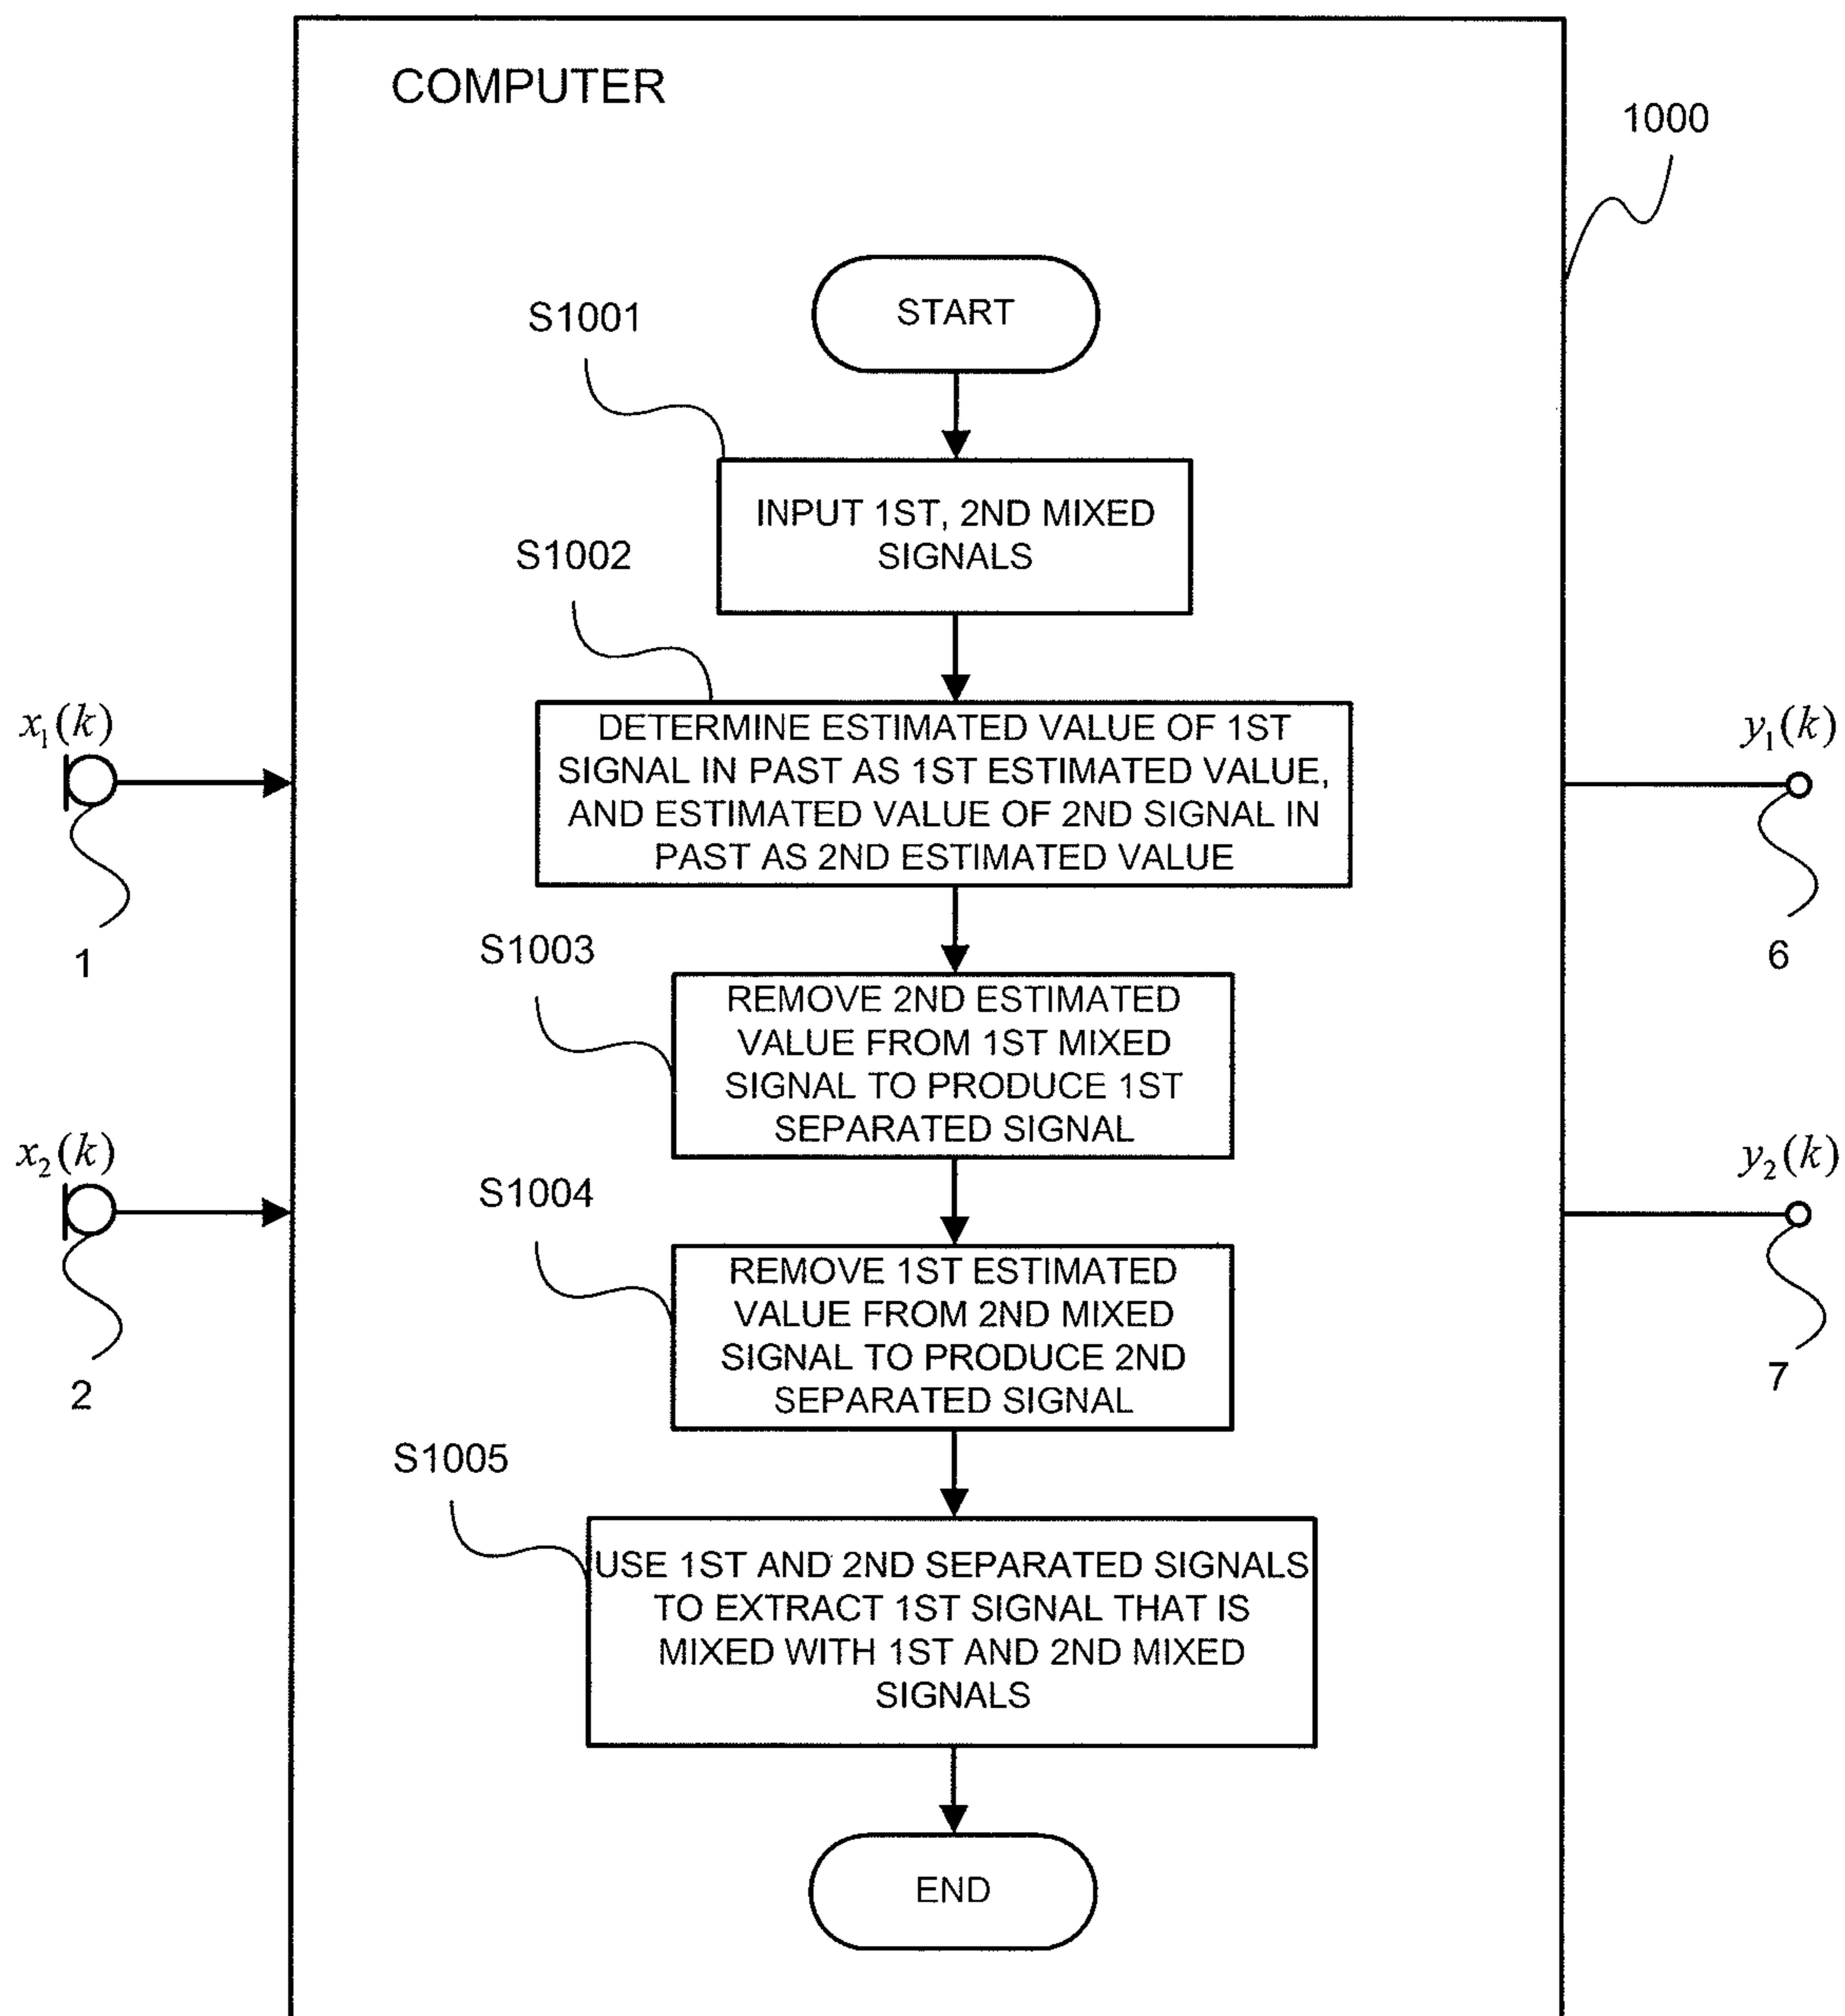 COMPUTER
1000
START
S1001
INPUT 1ST, 2ND MIXED
SIGNALS
S1002
DETERMINE ESTIMATED VALUE OF 1ST
SIGNAL IN PAST AS 1ST ESTIMATED VALUE,
AND ESTIMATED VALUE OF 2ND SIGNAL IN
PAST AS 2ND ESTIMATED VALUE
x₁(k)
1
y₁(k)
6
S1003
REMOVE 2ND ESTIMATED
VALUE FROM 1ST MIXED
SIGNAL TO PRODUCE 1ST
SEPARATED SIGNAL
x₂(k)
2
y₂(k)
7
S1004
REMOVE 1ST ESTIMATED
VALUE FROM 2ND MIXED
SIGNAL TO PRODUCE 2ND
SEPARATED SIGNAL
S1005
USE 1ST AND 2ND SEPARATED SIGNALS
TO EXTRACT 1ST SIGNAL THAT IS
MIXED WITH 1ST AND 2ND MIXED
SIGNALS
END